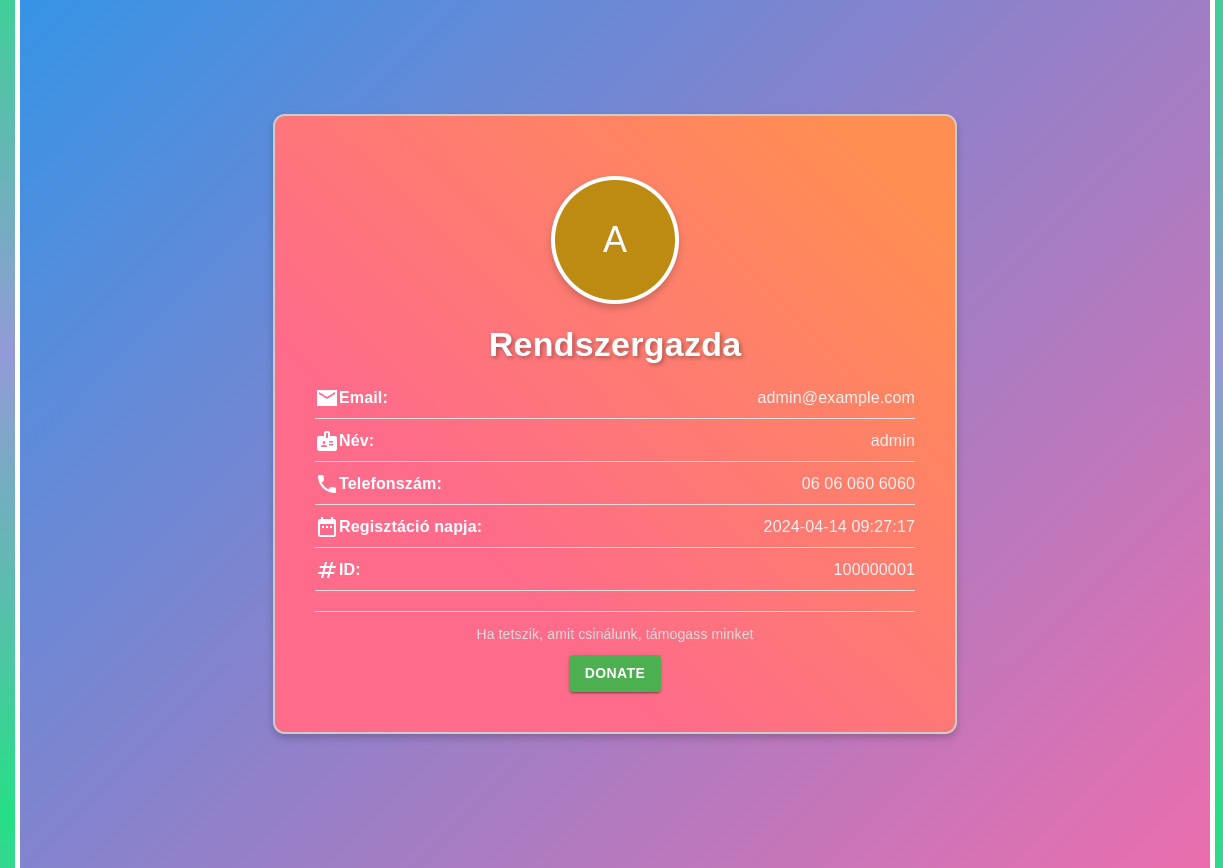 A
Rendszergazda
Email: admin@example.com
Név: admin
Telefonszám: 06 06 060 6060
Regisztáció napja: 2024-04-14 09:27:17
ID: 100000001
Ha tetszik, amit csinálunk, támogass minket
DONATE